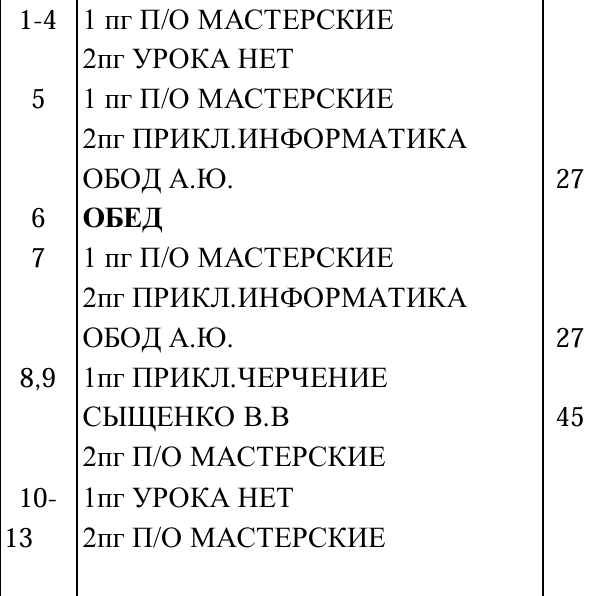 1-4 1 пг П/О МАСТЕРСКИЕ
2пг УРОКА НЕТ
5 1 пг П/О МАСТЕРСКИЕ
2пг ПРИКЛ.ИНФОРМАТИКА
ОБОД А.Ю. 27
6 ОБЕД
7 1 пг П/О МАСТЕРСКИЕ
2пг ПРИКЛ.ИНФОРМАТИКА
ОБОД А.Ю. 27
8,9 1пг ПРИКЛ.ЧЕРЧЕНИЕ
СЫЩЕНКО В.В 45
2пг П/О МАСТЕРСКИЕ
10- 1пг УРОКА НЕТ
13 2пг П/О МАСТЕРСКИЕ